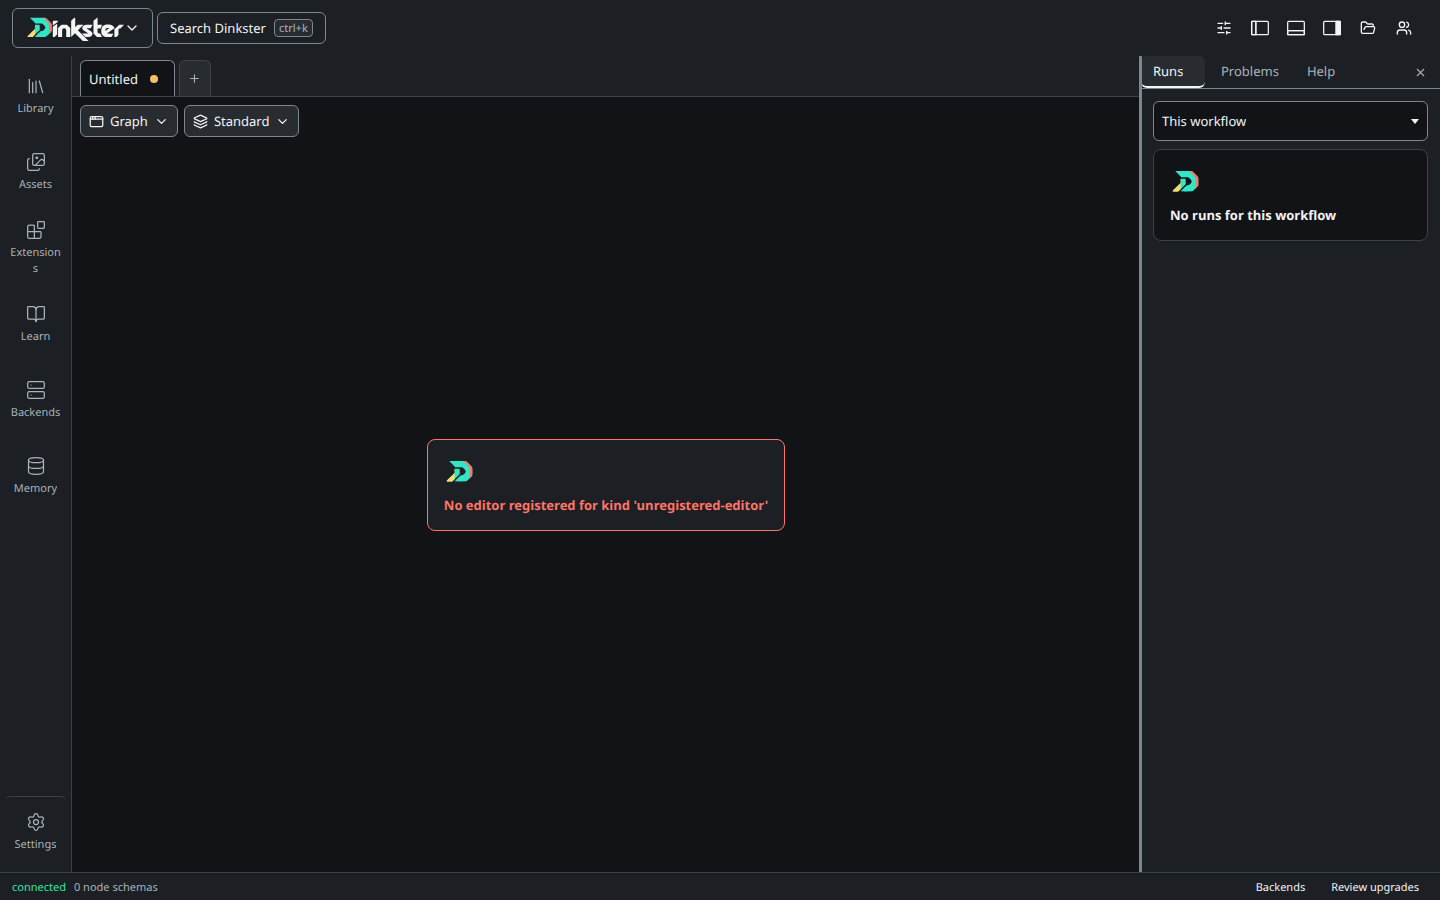 Dinkster
Search Dinkster ctrl+k
Library
Assets
Extension
s
Learn
Backends
Memory
Settings
Untitled
Graph
Standard
No editor registered for kind 'unregistered-editor'
Runs
Problems
Help
This workflow
No runs for this workflow
connected 0 node schemas
Backends
Review upgrades